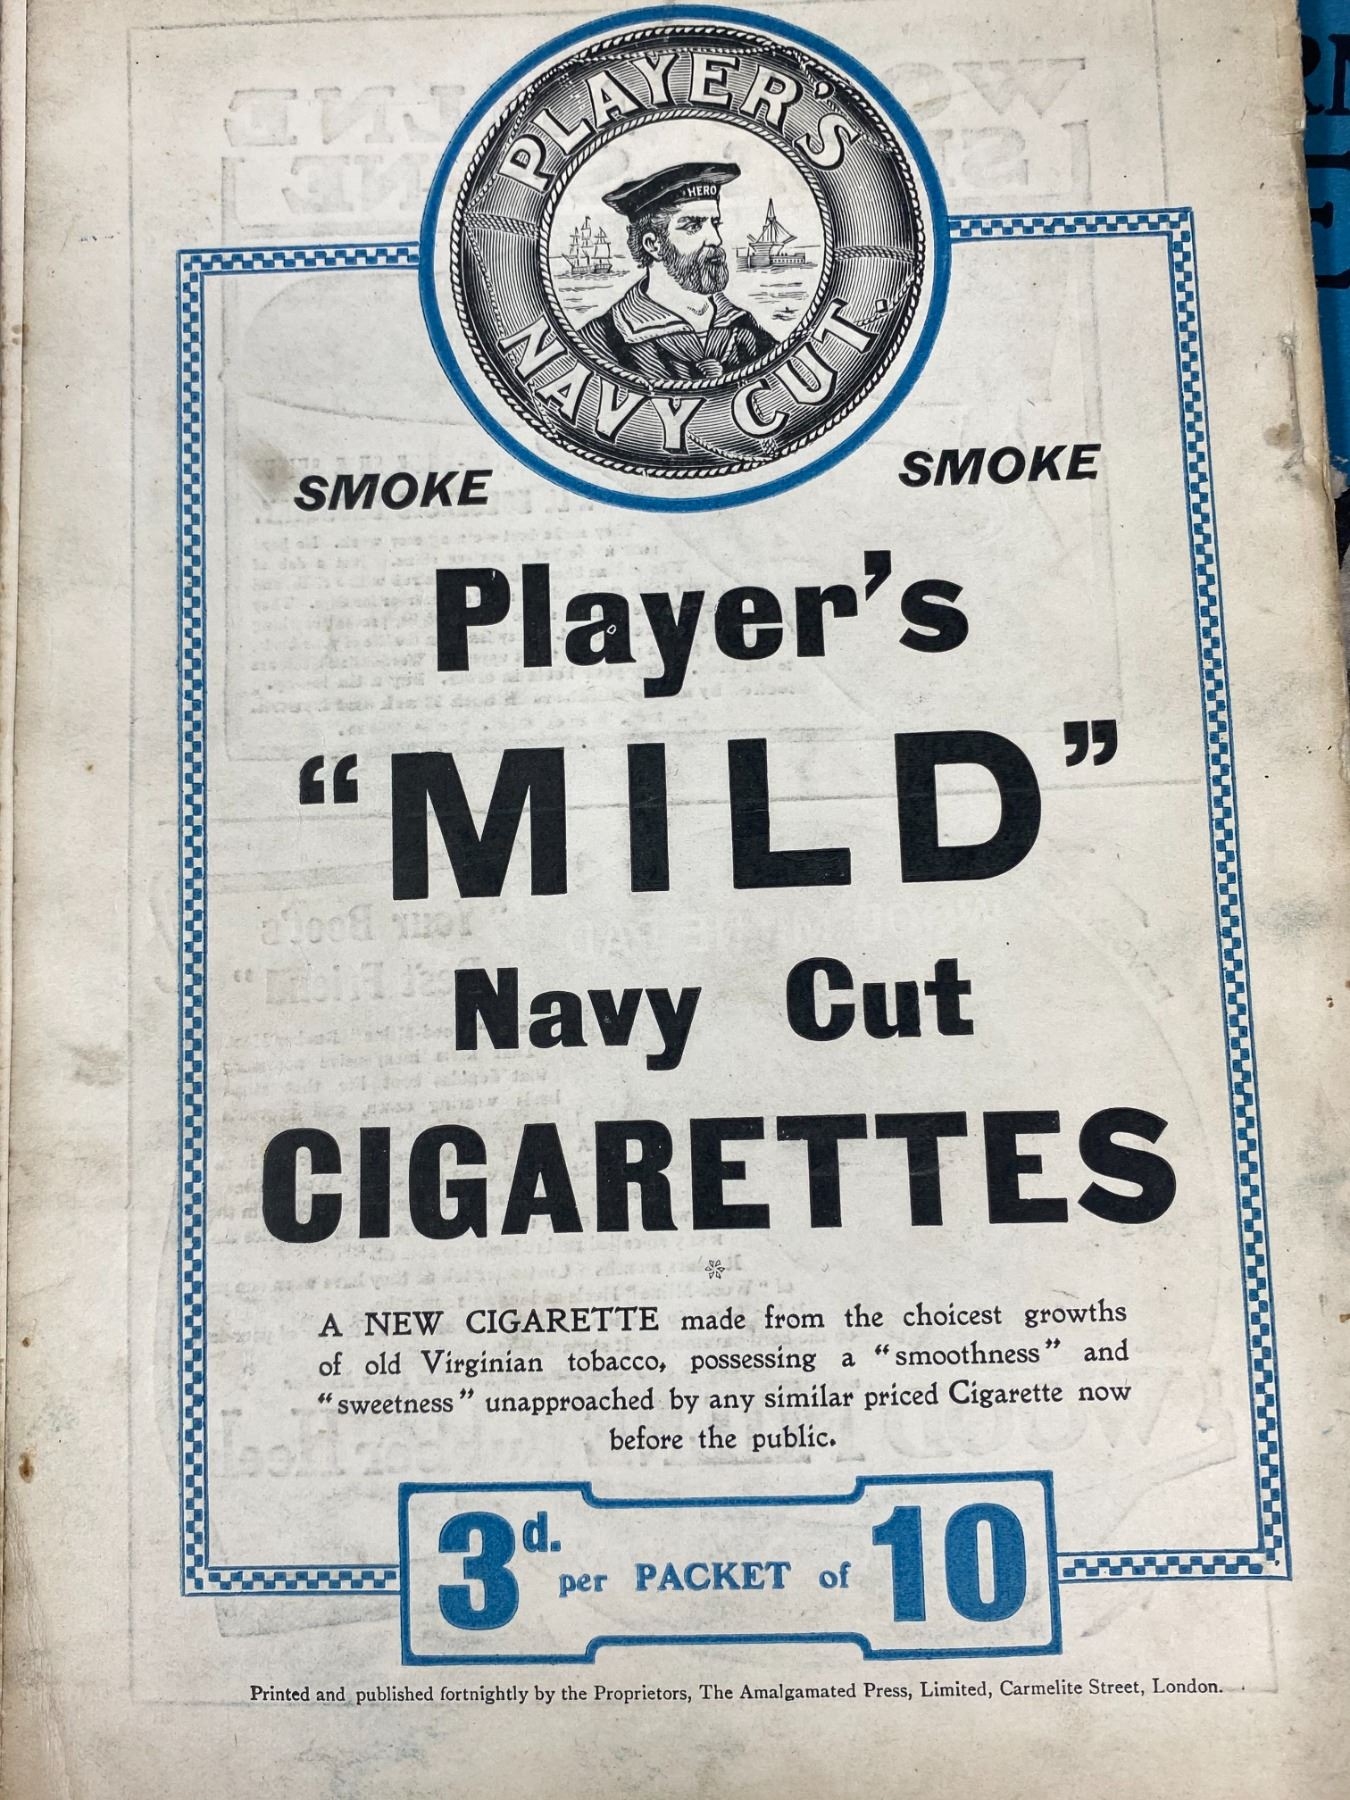 PLAYER'S
HERO
NAVY CUT
SMOKE SMOKE
Player's
“MILD”
Navy Cut
CIGARETTES
A NEW CIGARETTE made from the choicest growths
of old Virginian tobacco, possessing a “smoothness” and
“sweetness” unapproached by any similar priced Cigarette now
before the public.
3d. per PACKET of 10
Printed and published fortnightly by the Proprietors, The Amalgamated Press, Limited, Carmelite Street, London.